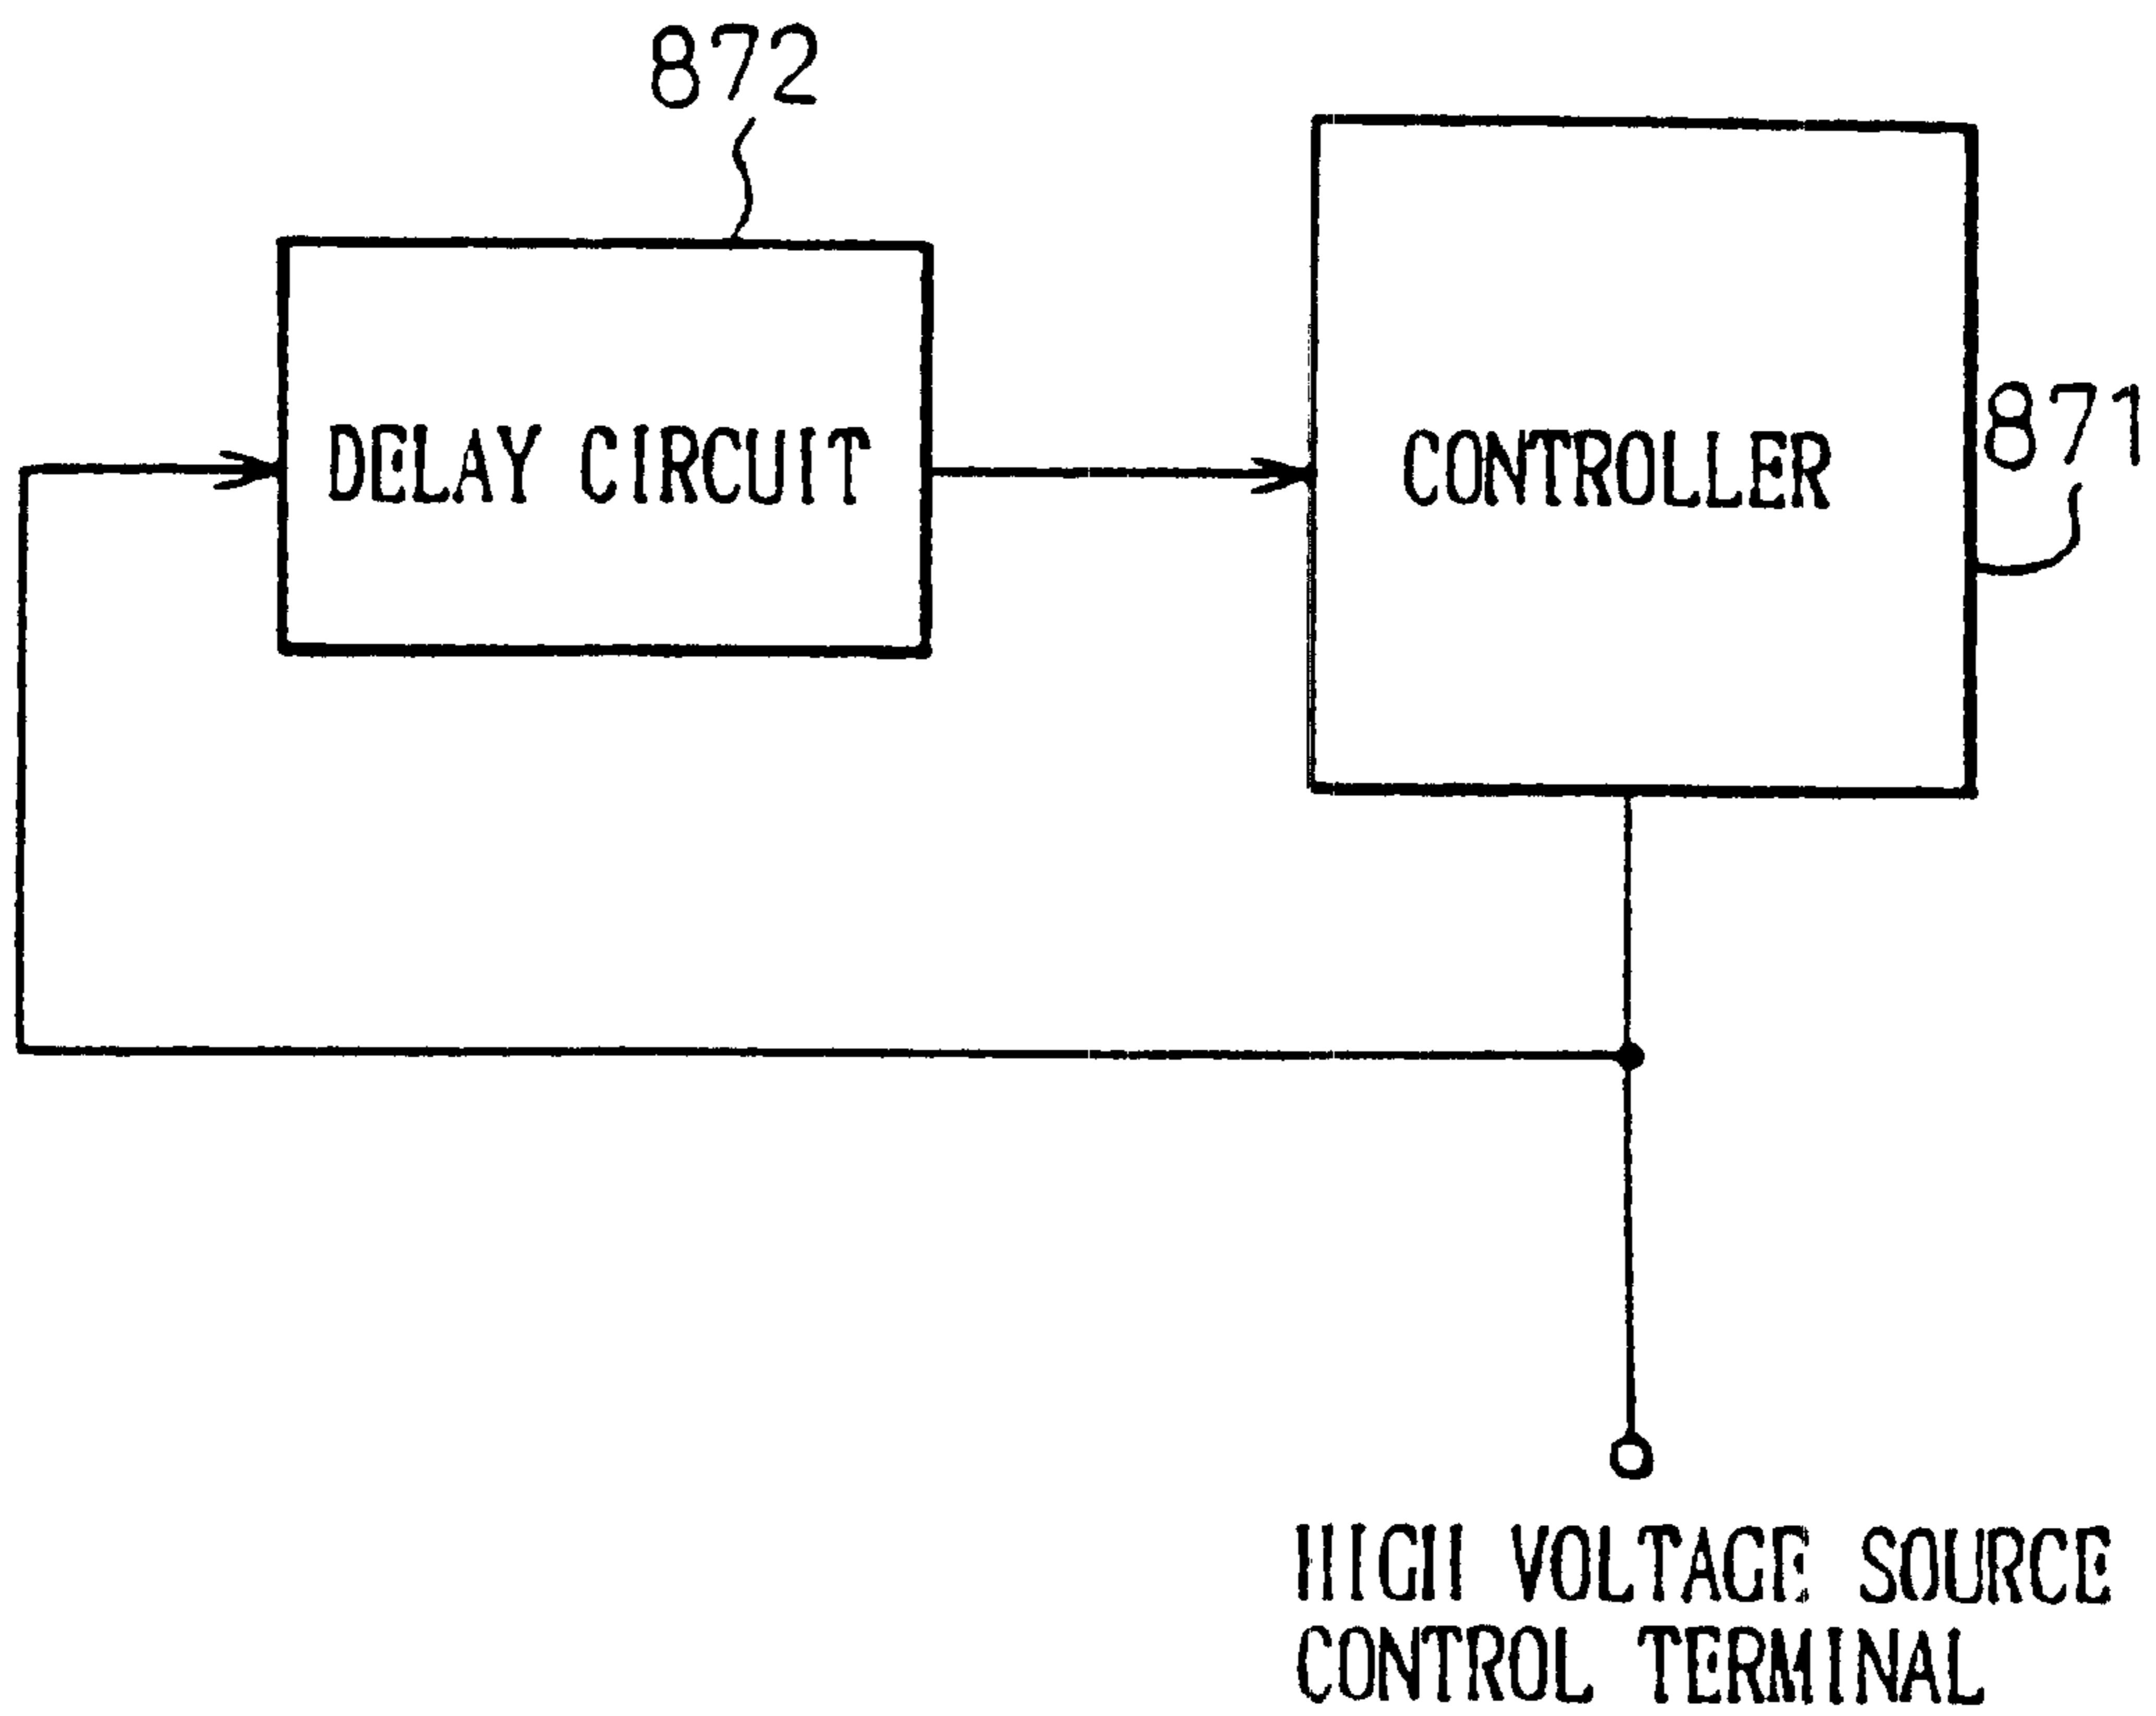 872
DELAY CIRCUIT
CONTROLLER
871
HIGH VOLTAGE SOURCE
CONTROL TERMINAL